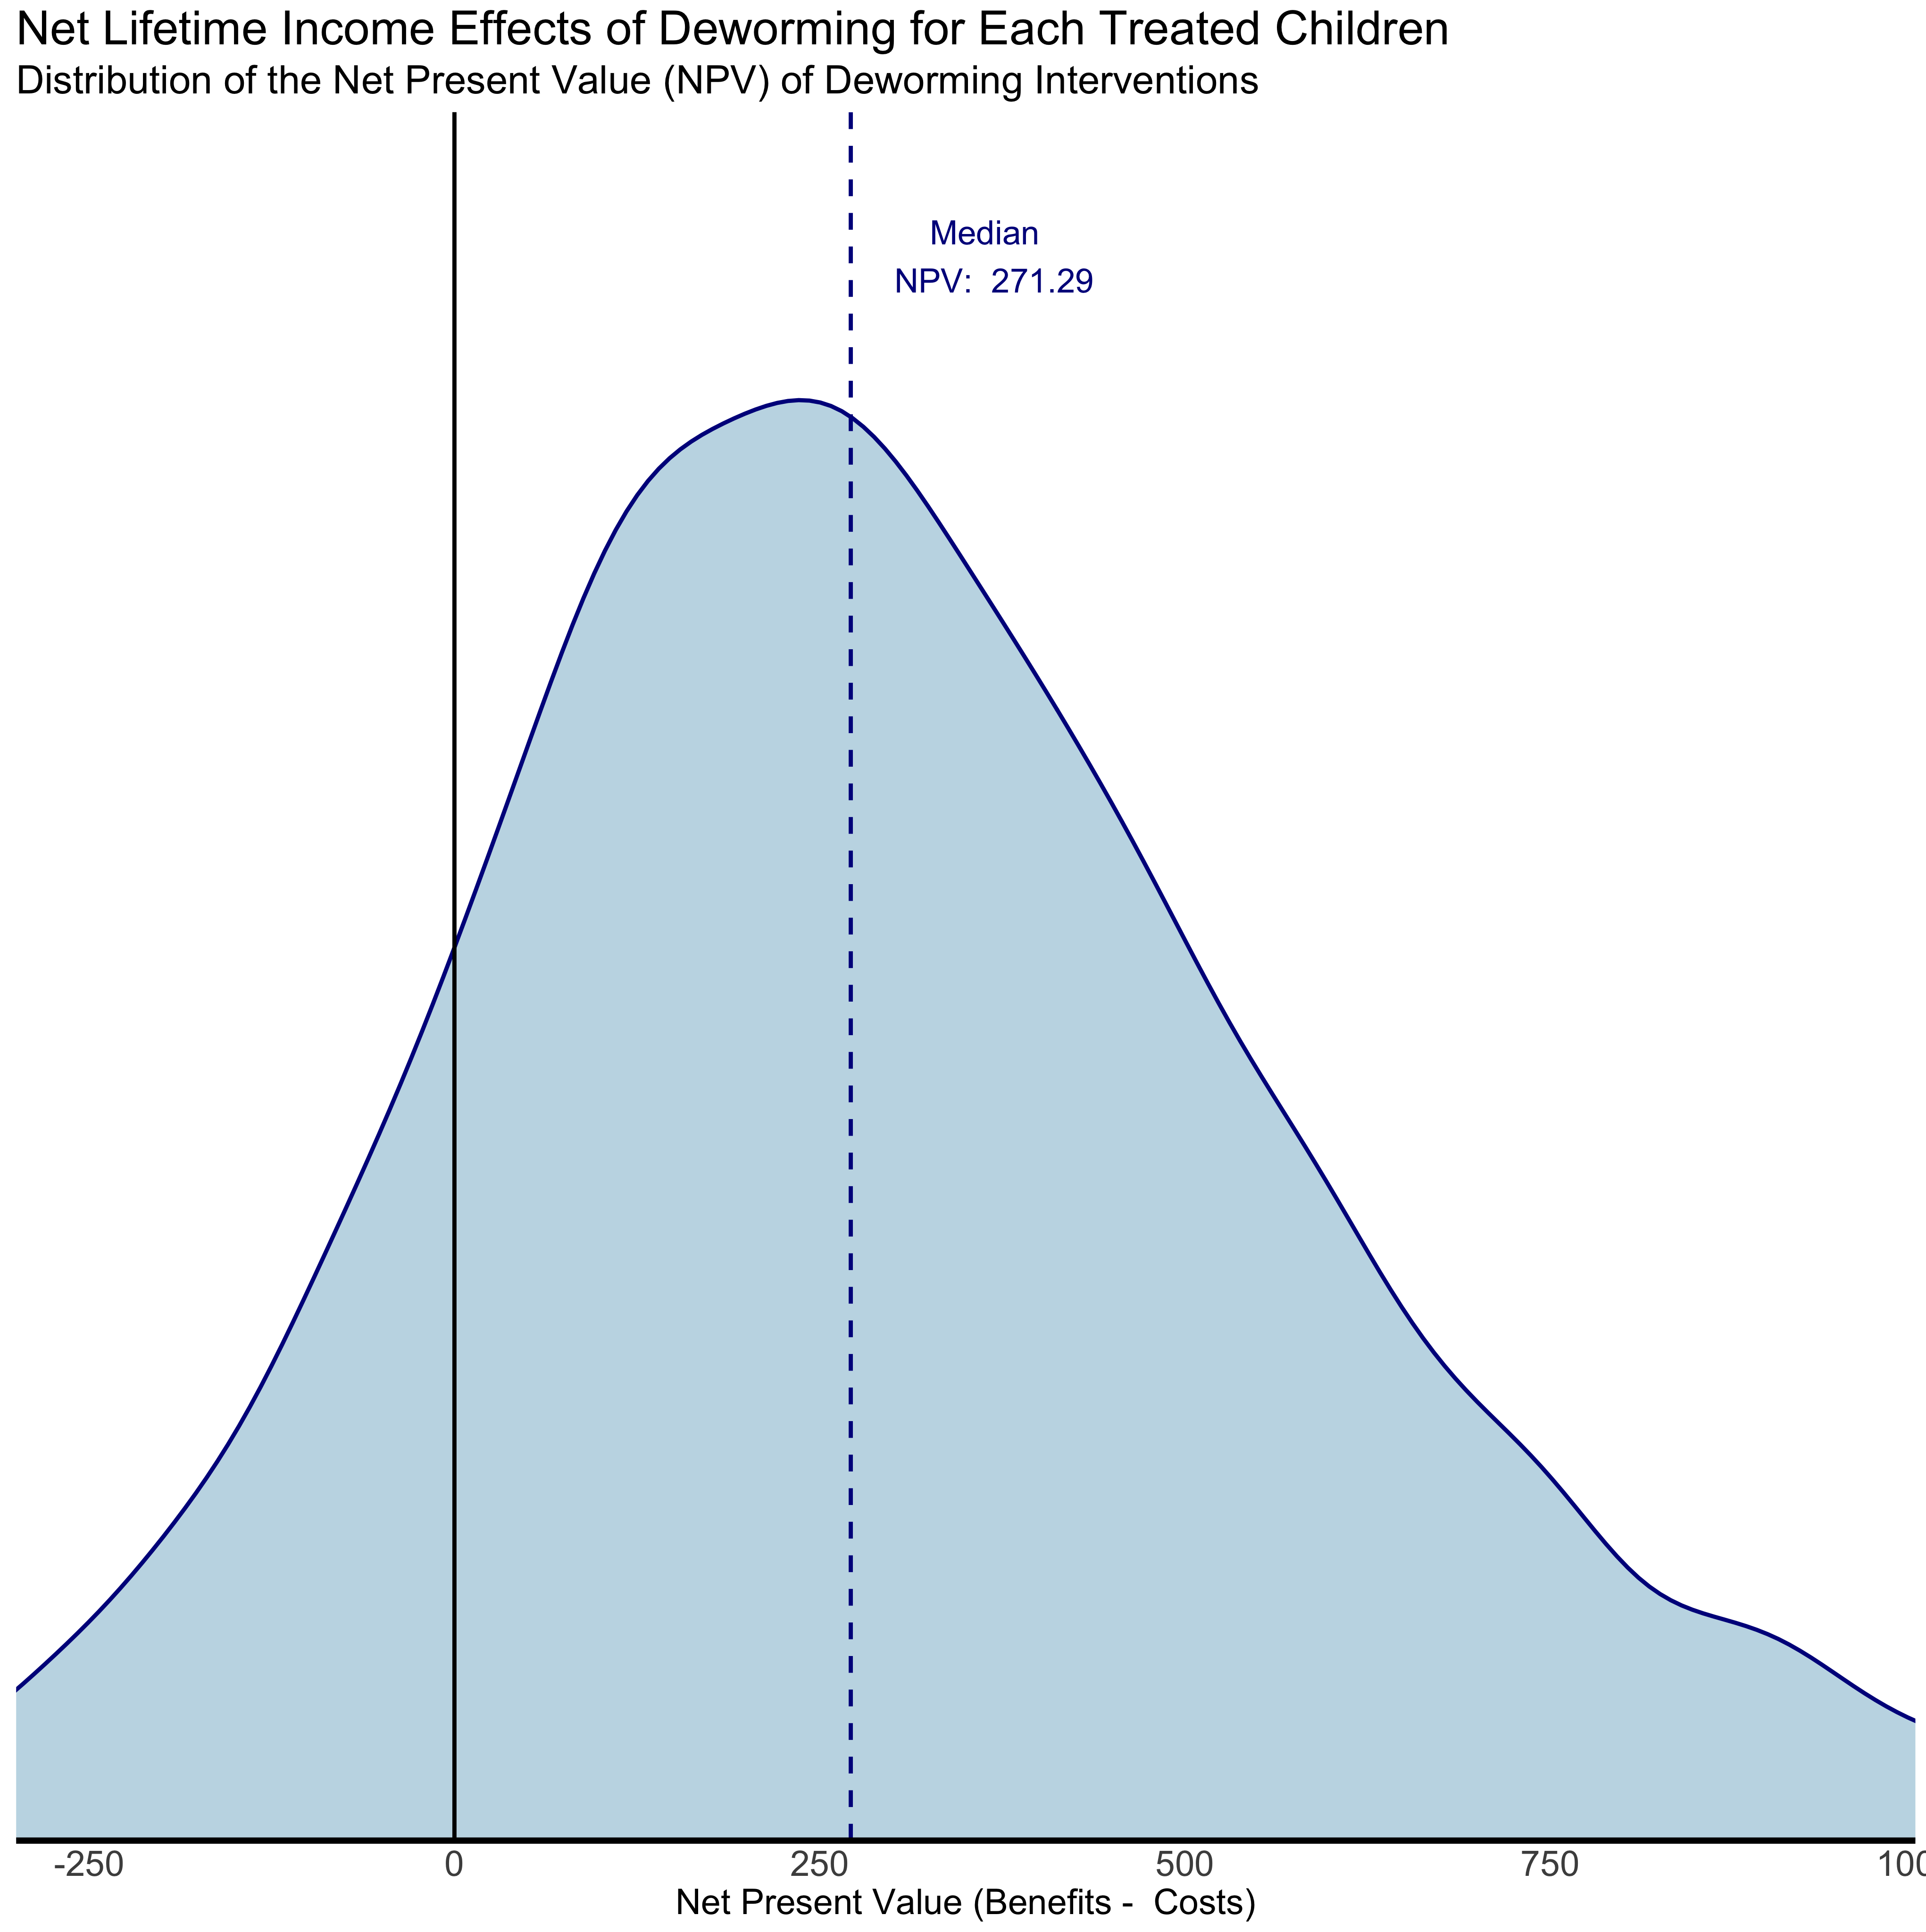 Net Lifetime Income Effects of Deworming for Each Treated Children
Distribution of the Net Present Value (NPV) of Deworming Interventions
Median
NPV:  271.29
-250 0 250 500 750
Net Present Value (Benefits -  Costs)